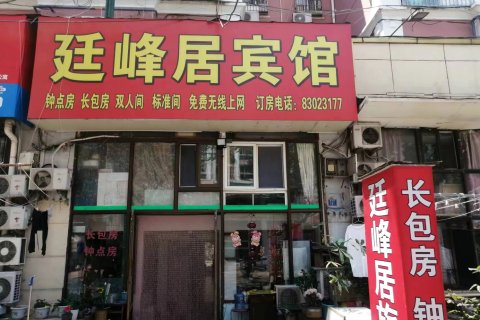 廷峰居宾馆
钟点房 长包房 双人间 标准间 免费无线上网 订房电话：83023177
长包房
钟点房
长包房 钟
廷峰居旅